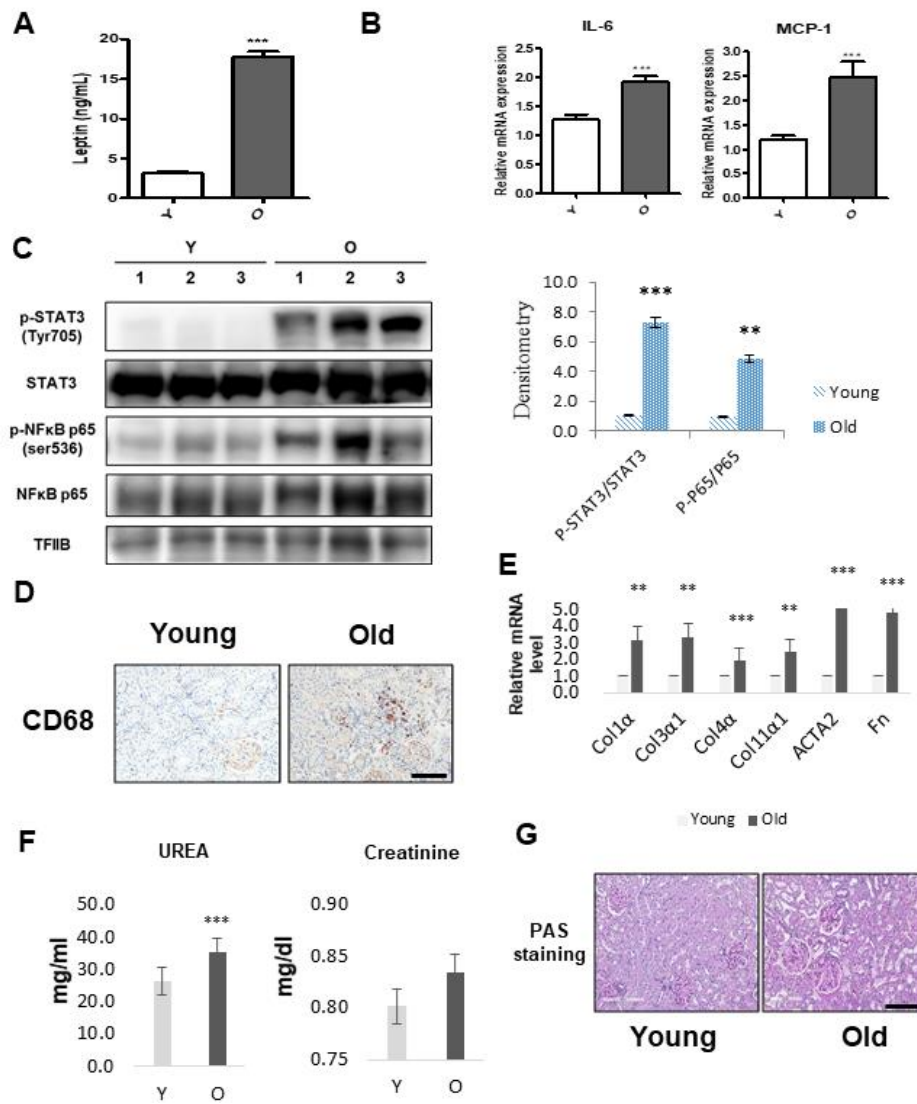 A
Leptin (ng/mL)
20
15
10
5
0
***
Y
O
B
IL-6
Relative mRNA expression
2.5
2.0
1.5
1.0
0.5
0.0
***
Y
O
MCP-1
Relative mRNA expression
3.0
2.5
2.0
1.5
1.0
0.5
0.0
***
Y
O
C
Y
O
1 2 3 1 2 3
p-STAT3
(Tyr705)
STAT3
p-NFκB p65
(ser536)
NFκB p65
TFIIB
Densitometry
10.0
8.0
6.0
4.0
2.0
0.0
***
**
P-STAT3/STAT3
P-P65/P65
Young
Old
D
Young
Old
CD68
E
Relative mRNA
level
5.0
4.0
3.0
2.0
1.0
0.0
** ** *** ** *** ***
Col1α
Col3α1
Col4α
Col11α1
ACTA2
Fn
Young Old
F
UREA
mg/ml
50.0
40.0
30.0
20.0
10.0
0.0
***
Y O
Creatinine
mg/dl
0.90
0.85
0.80
0.75
Y O
G
PAS
staining
Young
Old